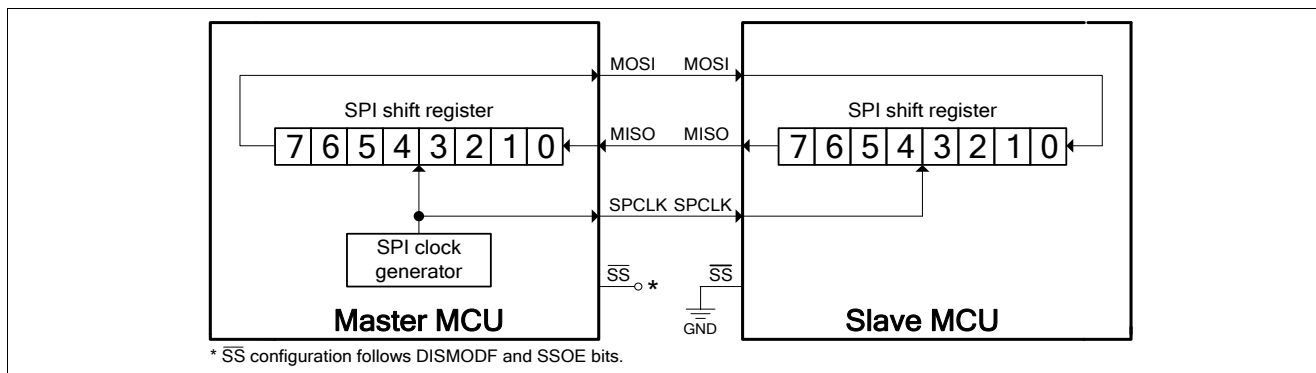 MOSI MOSI
SPI shift register SPI shift register
7 6 5 4 3 2 1 0 MISO MISO 7 6 5 4 3 2 1 0
SPCLK SPCLK
SPI clock
generator
SS * SS
GND
Master MCU Slave MCU
* SS configuration follows DISMODF and SSOE bits.